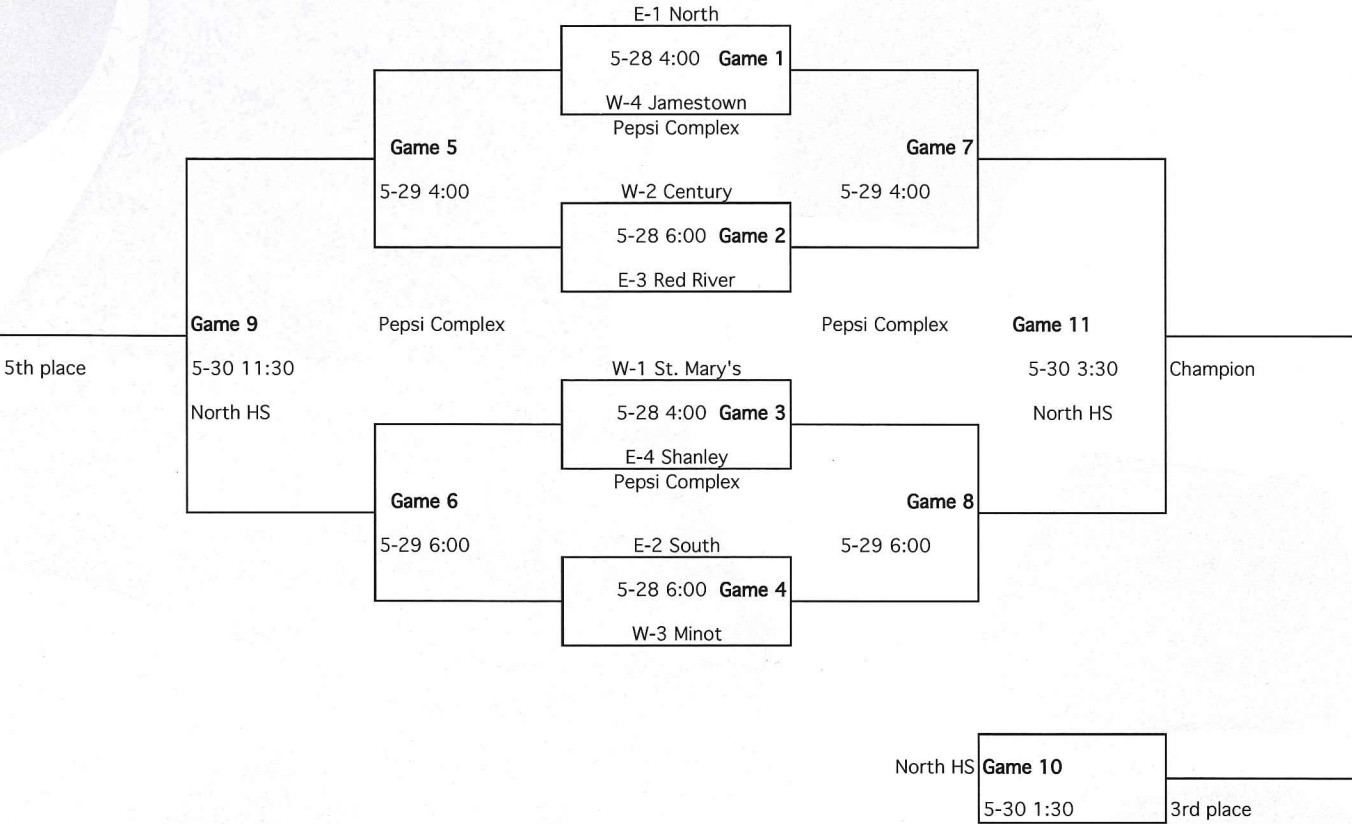 E-1 North
5-28 4:00 Game 1
W-4 Jamestown
Pepsi Complex
Game 5
Game 7
5-29 4:00
W-2 Century
5-29 4:00
5-28 6:00 Game 2
E-3 Red River
Game 9
Pepsi Complex
Pepsi Complex
Game 11
5th place
5-30 11:30
W-1 St. Mary's
5-30 3:30
Champion
North HS
5-28 4:00 Game 3
North HS
E-4 Shanley
Pepsi Complex
Game 6
Game 8
5-29 6:00
E-2 South
5-29 6:00
5-28 6:00 Game 4
W-3 Minot
North HS Game 10
5-30 1:30
3rd place